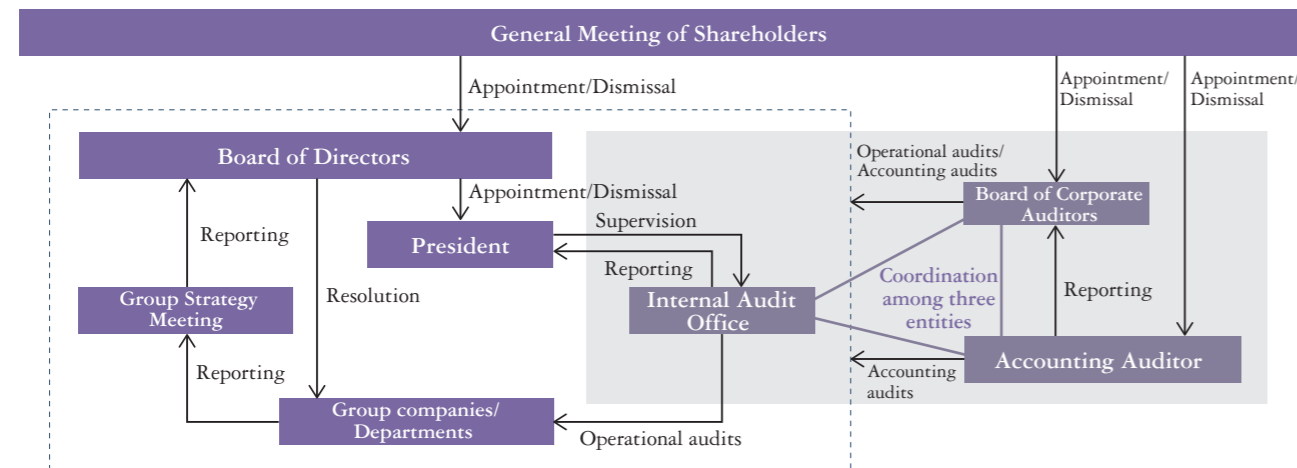 General Meeting of Shareholders
Appointment/Dismissal
Appointment/
Dismissal
Appointment/
Dismissal
Board of Directors
Operational audits/
Accounting audits
Appointment/Dismissal
Board of Corporate
Auditors
Supervision
Reporting
President
Reporting
Coordination
among three
entities
Reporting
Group Strategy
Meeting
Resolution
Internal Audit
Office
Accounting Auditor
Reporting
Accounting
audits
Group companies/
Departments
Operational audits